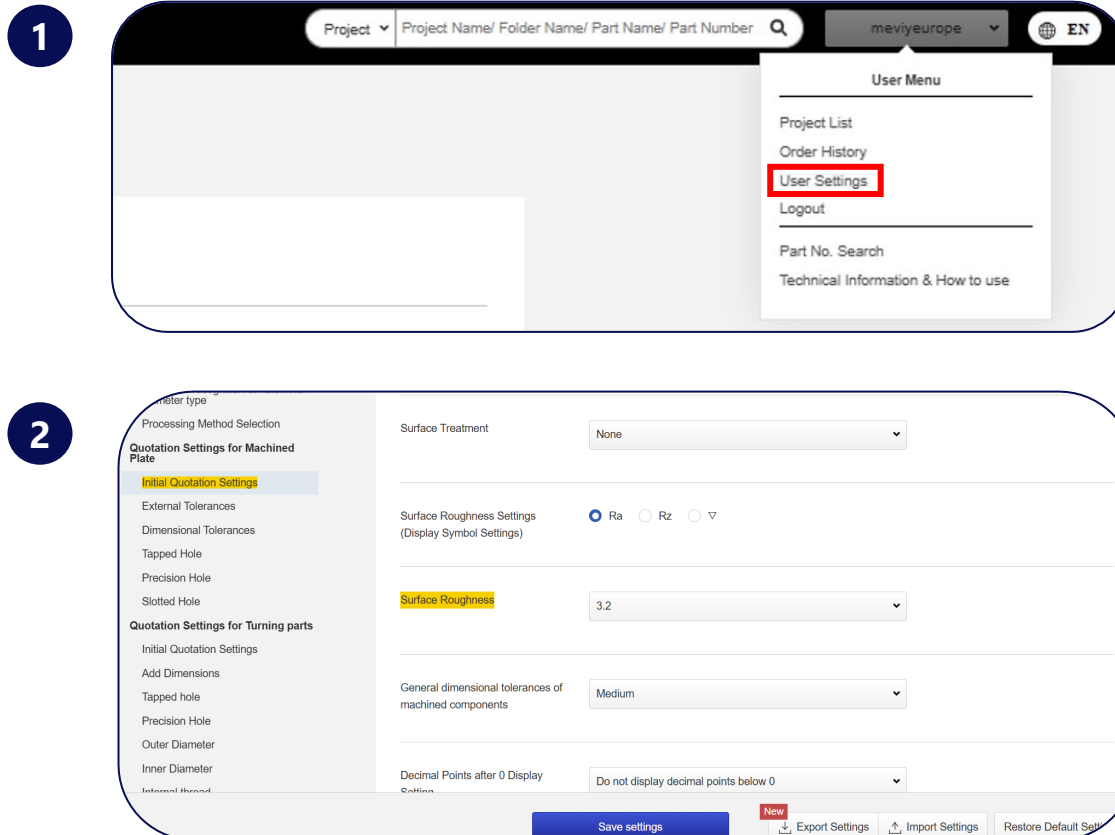 1
Project Project Name/ Folder Name/ Part Name/ Part Number meviyeurope EN
User Menu
Project List
Order History
User Settings
Logout
Part No. Search
Technical Information & How to use
2
type
Processing Method Selection
Quotation Settings for Machined
Plate
Initial Quotation Settings
External Tolerances
Dimensional Tolerances
Tapped Hole
Precision Hole
Slotted Hole
Quotation Settings for Turning parts
Initial Quotation Settings
Add Dimensions
Tapped hole
Precision Hole
Outer Diameter
Inner Diameter
Internal thread
Surface Treatment None
Surface Roughness Settings
(Display Symbol Settings)
Ra Rz ▽
Surface Roughness 3.2
General dimensional tolerances of
machined components
Medium
Decimal Points after 0 Display
Setting
Do not display decimal points below 0
Save settings
New
Export Settings Import Settings Restore Default